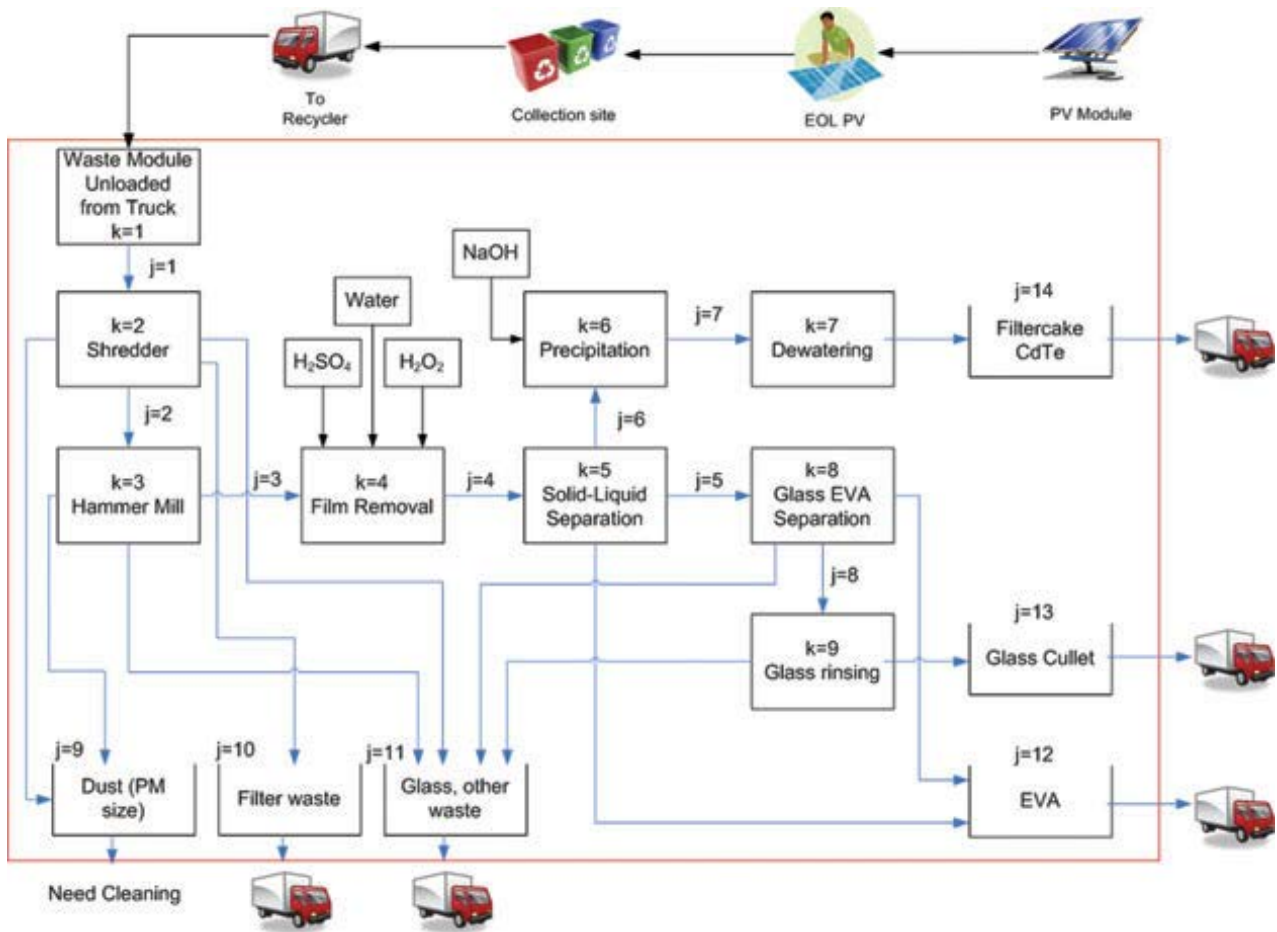 To
Recycler
Collection site
EOL PV
PV Module
Waste Module
Unloaded
from Truck
k=1
j=1
NaOH
Water
H₂SO₄
H₂O₂
k=2
Shredder
k=6
Precipitation
j=7
k=7
Dewatering
j=14
Filtercake
CdTe
j=2
j=6
k=3
Hammer Mill
j=3
k=4
Film Removal
j=4
k=5
Solid-Liquid
Separation
j=5
k=8
Glass EVA
Separation
j=8
k=9
Glass rinsing
j=13
Glass Cullet
j=9
Dust (PM
size)
j=10
Filter waste
j=11
Glass, other
waste
j=12
EVA
Need Cleaning